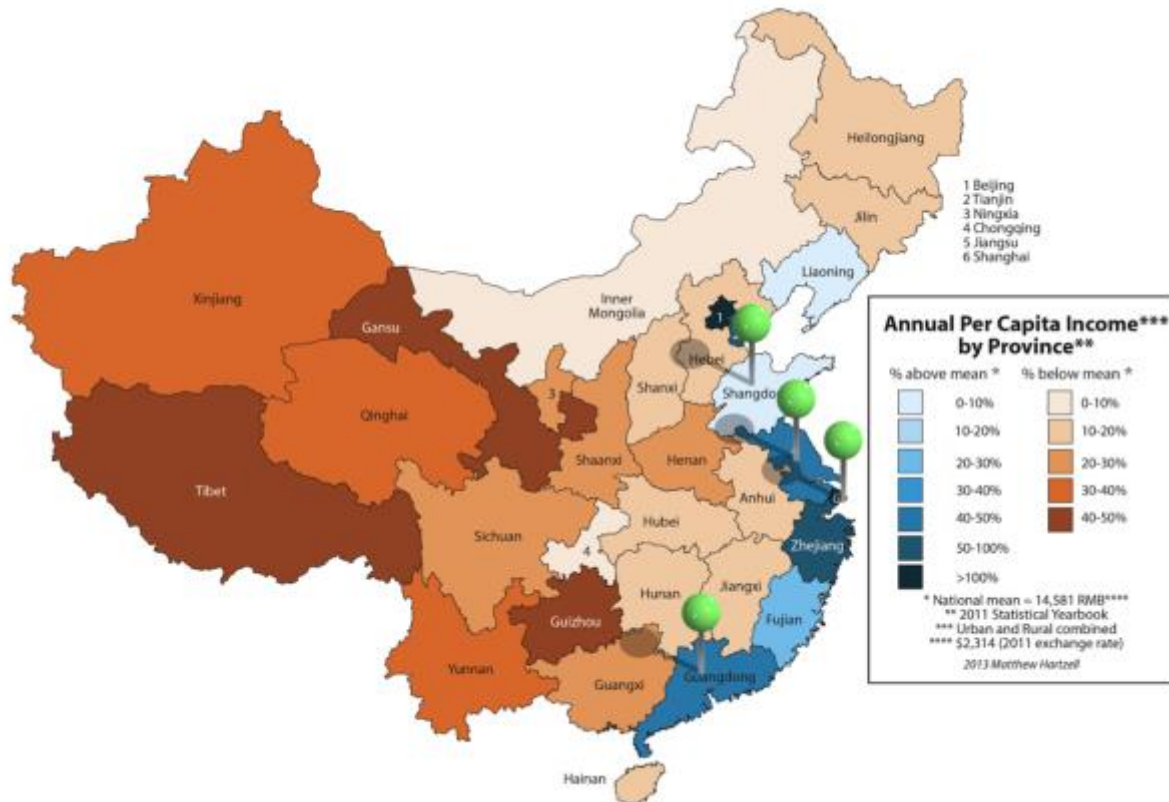 Heilongjiang
1 Beijing
2 Tianjin
3 Ningxia
4 Chongqing
5 Jiangsu
6 Shanghai
Jilin
Liaoning
Xinjiang
Inner
Mongolia
Gansu
1
Hebei
Shanxi
Shangdo
3
Qinghai
Shaanxi
Henan
Tibet
Anhui
Sichuan
Hubei
4
Zhejiang
Hunan
Jiangxi
Guizhou
Fujian
Yunnan
Guangxi
Guangdong
Hainan
Annual Per Capita Income***
by Province**
% above mean * % below mean *
0-10% 0-10%
10-20% 10-20%
20-30% 20-30%
30-40% 30-40%
40-50% 40-50%
50-100%
>100%
* National mean = 14,581 RMB****
** 2011 Statistical Yearbook
*** Urban and Rural combined
**** $2,314 (2011 exchange rate)
2013 Matthew Hartzell